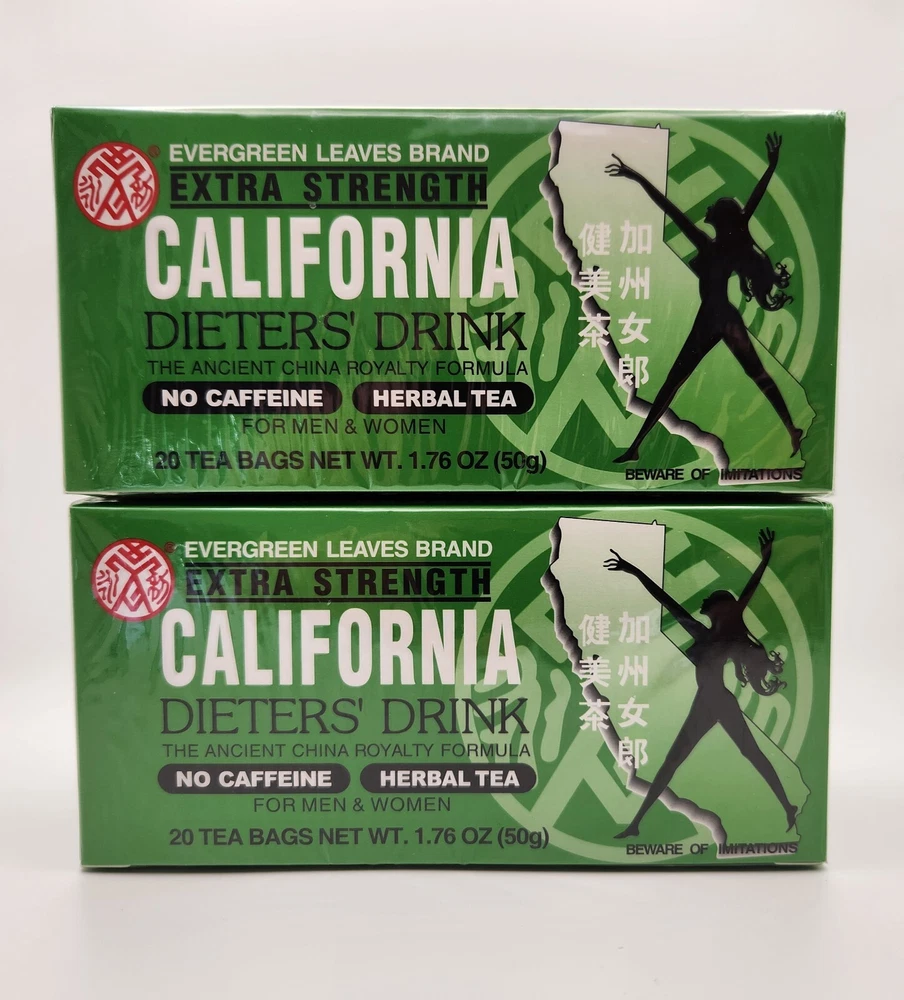 EVERGREEN LEAVES BRAND
EXTRA STRENGTH
CALIFORNIA
DIETERS' DRINK
THE ANCIENT CHINA ROYALTY FORMULA
NO CAFFEINE HERBAL TEA
FOR MEN & WOMEN
20 TEA BAGS NET WT. 1.76 OZ (50g)
加州女郎
健美茶
BEWARE OF IMITATIONS
EVERGREEN LEAVES BRAND
EXTRA STRENGTH
CALIFORNIA
DIETERS' DRINK
THE ANCIENT CHINA ROYALTY FORMULA
NO CAFFEINE HERBAL TEA
FOR MEN & WOMEN
20 TEA BAGS NET WT. 1.76 OZ (50g)
加州女郎
健美茶
BEWARE OF IMITATIONS